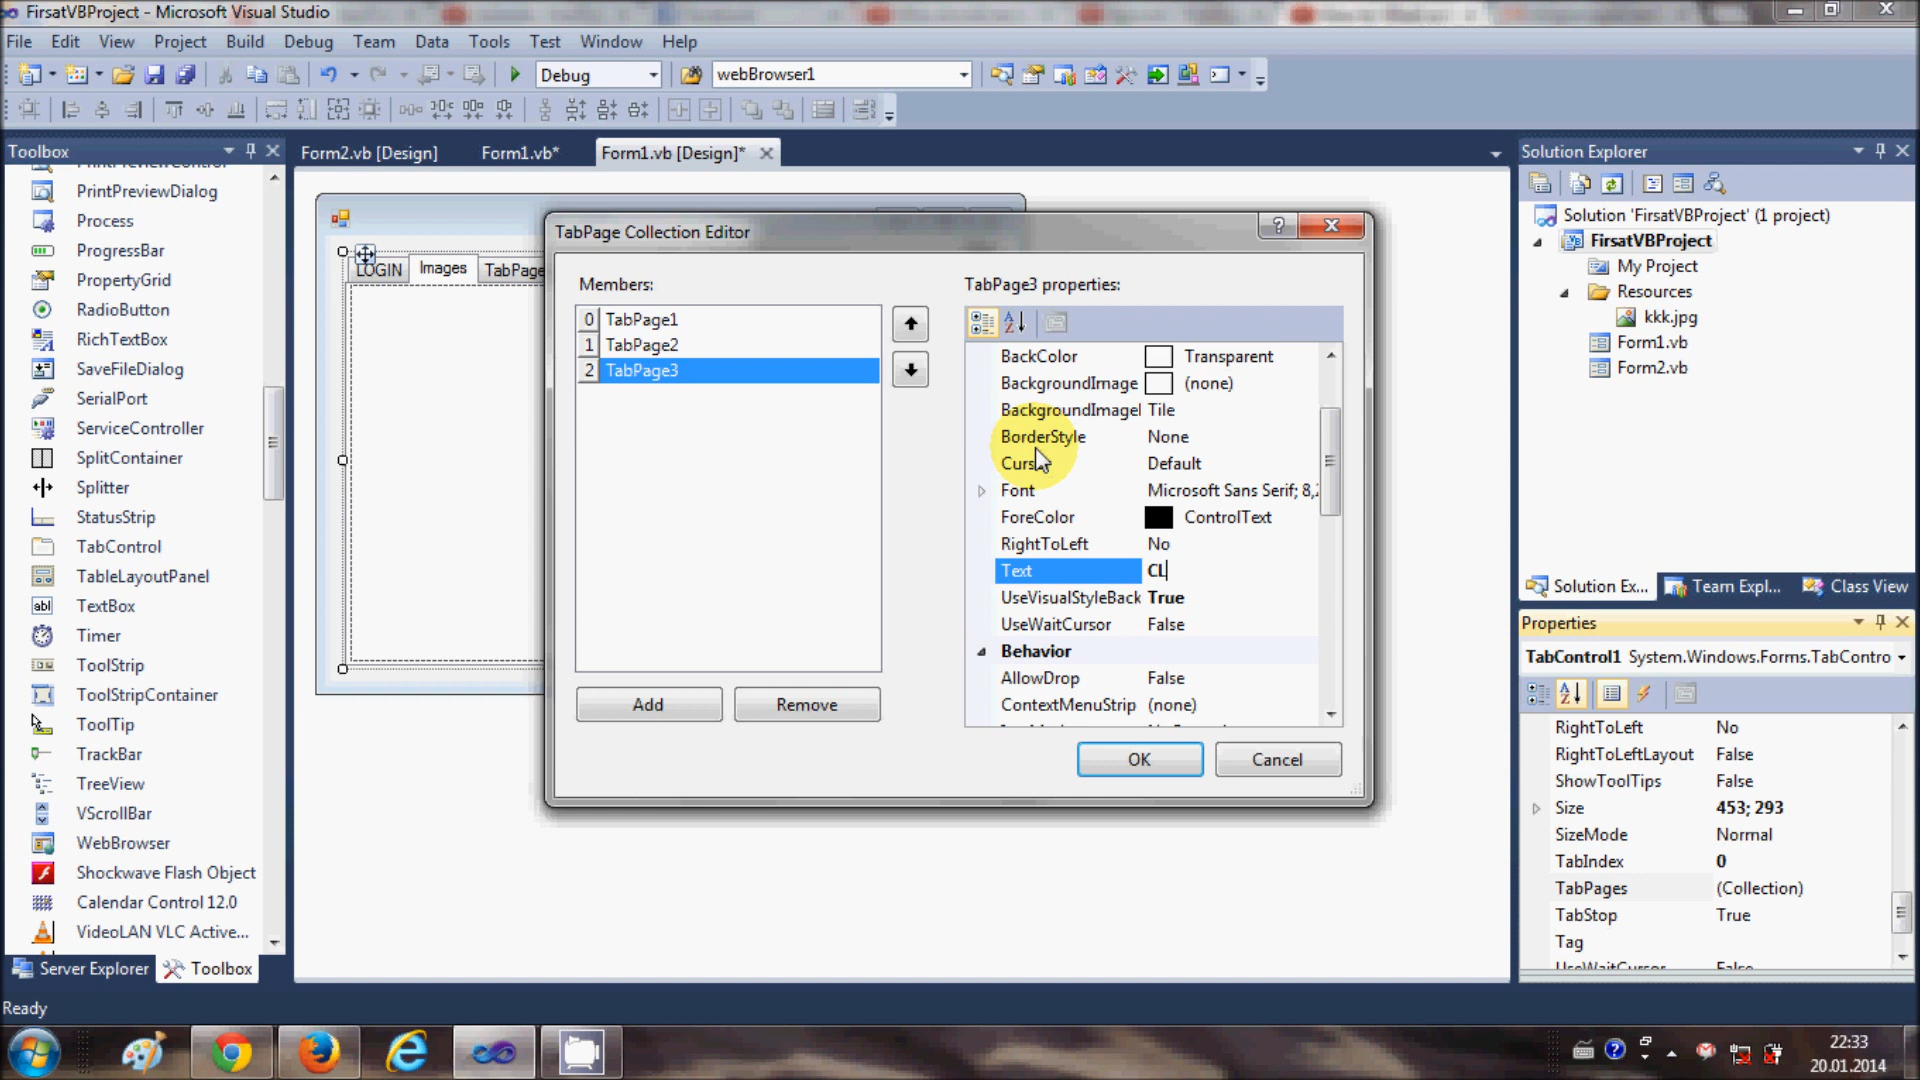 FirsatVBProject - Microsoft Visual Studio
File Edit View Project Build Debug Team Data Tools Test Window Help
Debug webBrowser1
Toolbox
PrintPreviewDialog
Process
ProgressBar
PropertyGrid
RadioButton
RichTextBox
SaveFileDialog
SerialPort
ServiceController
SplitContainer
Splitter
StatusStrip
TabControl
TableLayoutPanel
TextBox
Timer
ToolStrip
ToolStripContainer
ToolTip
TrackBar
TreeView
VScrollBar
WebBrowser
Shockwave Flash Object
Calendar Control 12.0
VideoLAN VLC Active...
Server Explorer Toolbox
Form2.vb [Design] Form1.vb* Form1.vb [Design]*
LOGIN Images TabPage
TabPage Collection Editor
Members:
0 TabPage1
1 TabPage2
2 TabPage3
Add Remove
TabPage3 properties:
BackColor Transparent
BackgroundImage (none)
BackgroundImageL Tile
BorderStyle None
Cursor Default
Font Microsoft Sans Serif; 8,2
ForeColor ControlText
RightToLeft No
Text CL
UseVisualStyleBack True
UseWaitCursor False
Behavior
AllowDrop False
ContextMenuStrip (none)
OK Cancel
Solution Explorer
Solution 'FirsatVBProject' (1 project)
FirsatVBProject
My Project
Resources
kkk.jpg
Form1.vb
Form2.vb
Solution Ex... Team Expl... Class View
Properties
TabControl1 System.Windows.Forms.TabContro
RightToLeft No
RightToLeftLayout False
ShowToolTips False
Size 453; 293
SizeMode Normal
TabIndex 0
TabPages (Collection)
TabStop True
Tag
UseWaitCursor False
Ready
22:33
20.01.2014